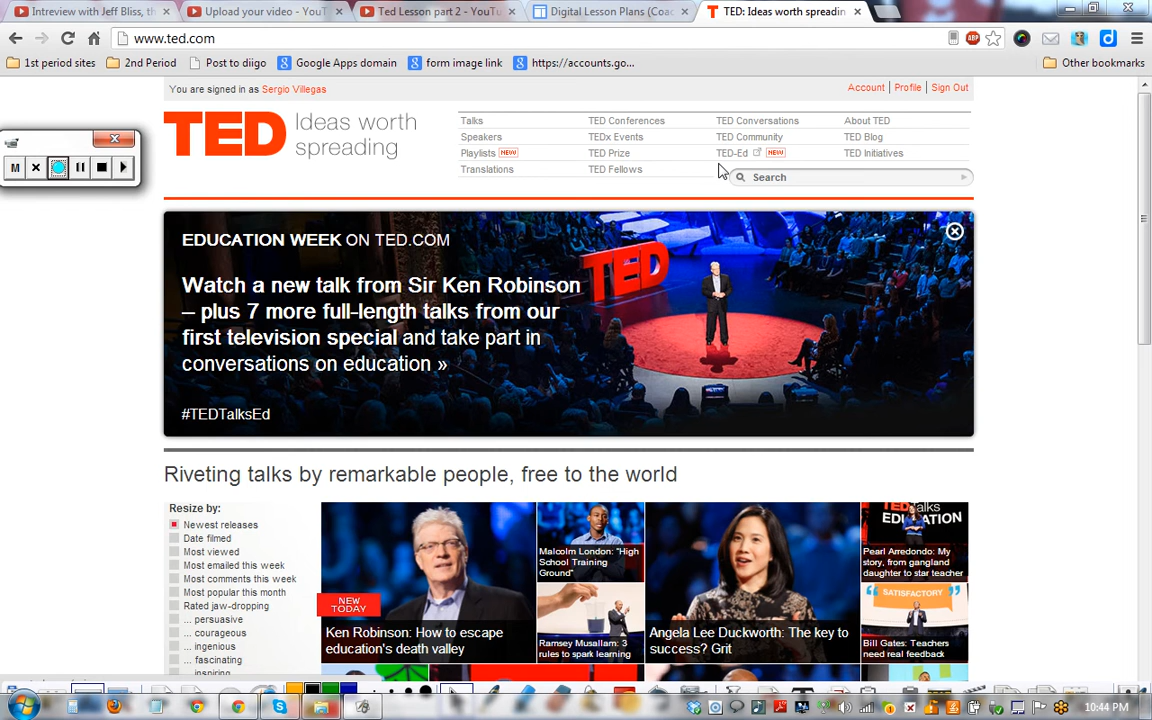 Intreview with Jeff Bliss, th
Upload your video - YouT
Ted Lesson part 2 - YouTu
Digital Lesson Plans (Coac
TED: Ideas worth spreadin
www.ted.com
ABP
1st period sites
2nd Period
Post to diigo
Google Apps domain
form image link
https://accounts.go...
Other bookmarks
You are signed in as Sergio Villegas
Account | Profile | Sign Out
TED Ideas worth spreading
Talks
TED Conferences
TED Conversations
About TED
Speakers
TEDx Events
TED Community
TED Blog
Playlists NEW
TED Prize
TED-Ed NEW
TED Initiatives
Translations
TED Fellows
Search
M
EDUCATION WEEK ON TED.COM
Watch a new talk from Sir Ken Robinson
– plus 7 more full-length talks from our
first television special and take part in
conversations on education »
#TEDTalksEd
TED
Riveting talks by remarkable people, free to the world
Resize by:
Newest releases
Date filmed
Most viewed
Most emailed this week
Most comments this week
Most popular this month
Rated jaw-dropping
... persuasive
... courageous
... ingenious
... fascinating
... inspiring
NEW TODAY
Ken Robinson: How to escape
education's death valley
Malcolm London: "High
School Training
Ground"
Ramsey Musallam: 3
rules to spark learning
Angela Lee Duckworth: The key to
success? Grit
Pearl Arredondo: My
story, from gangland
daughter to star teacher
SATISFACTORY
Bill Gates: Teachers
need real feedback
10:44 PM